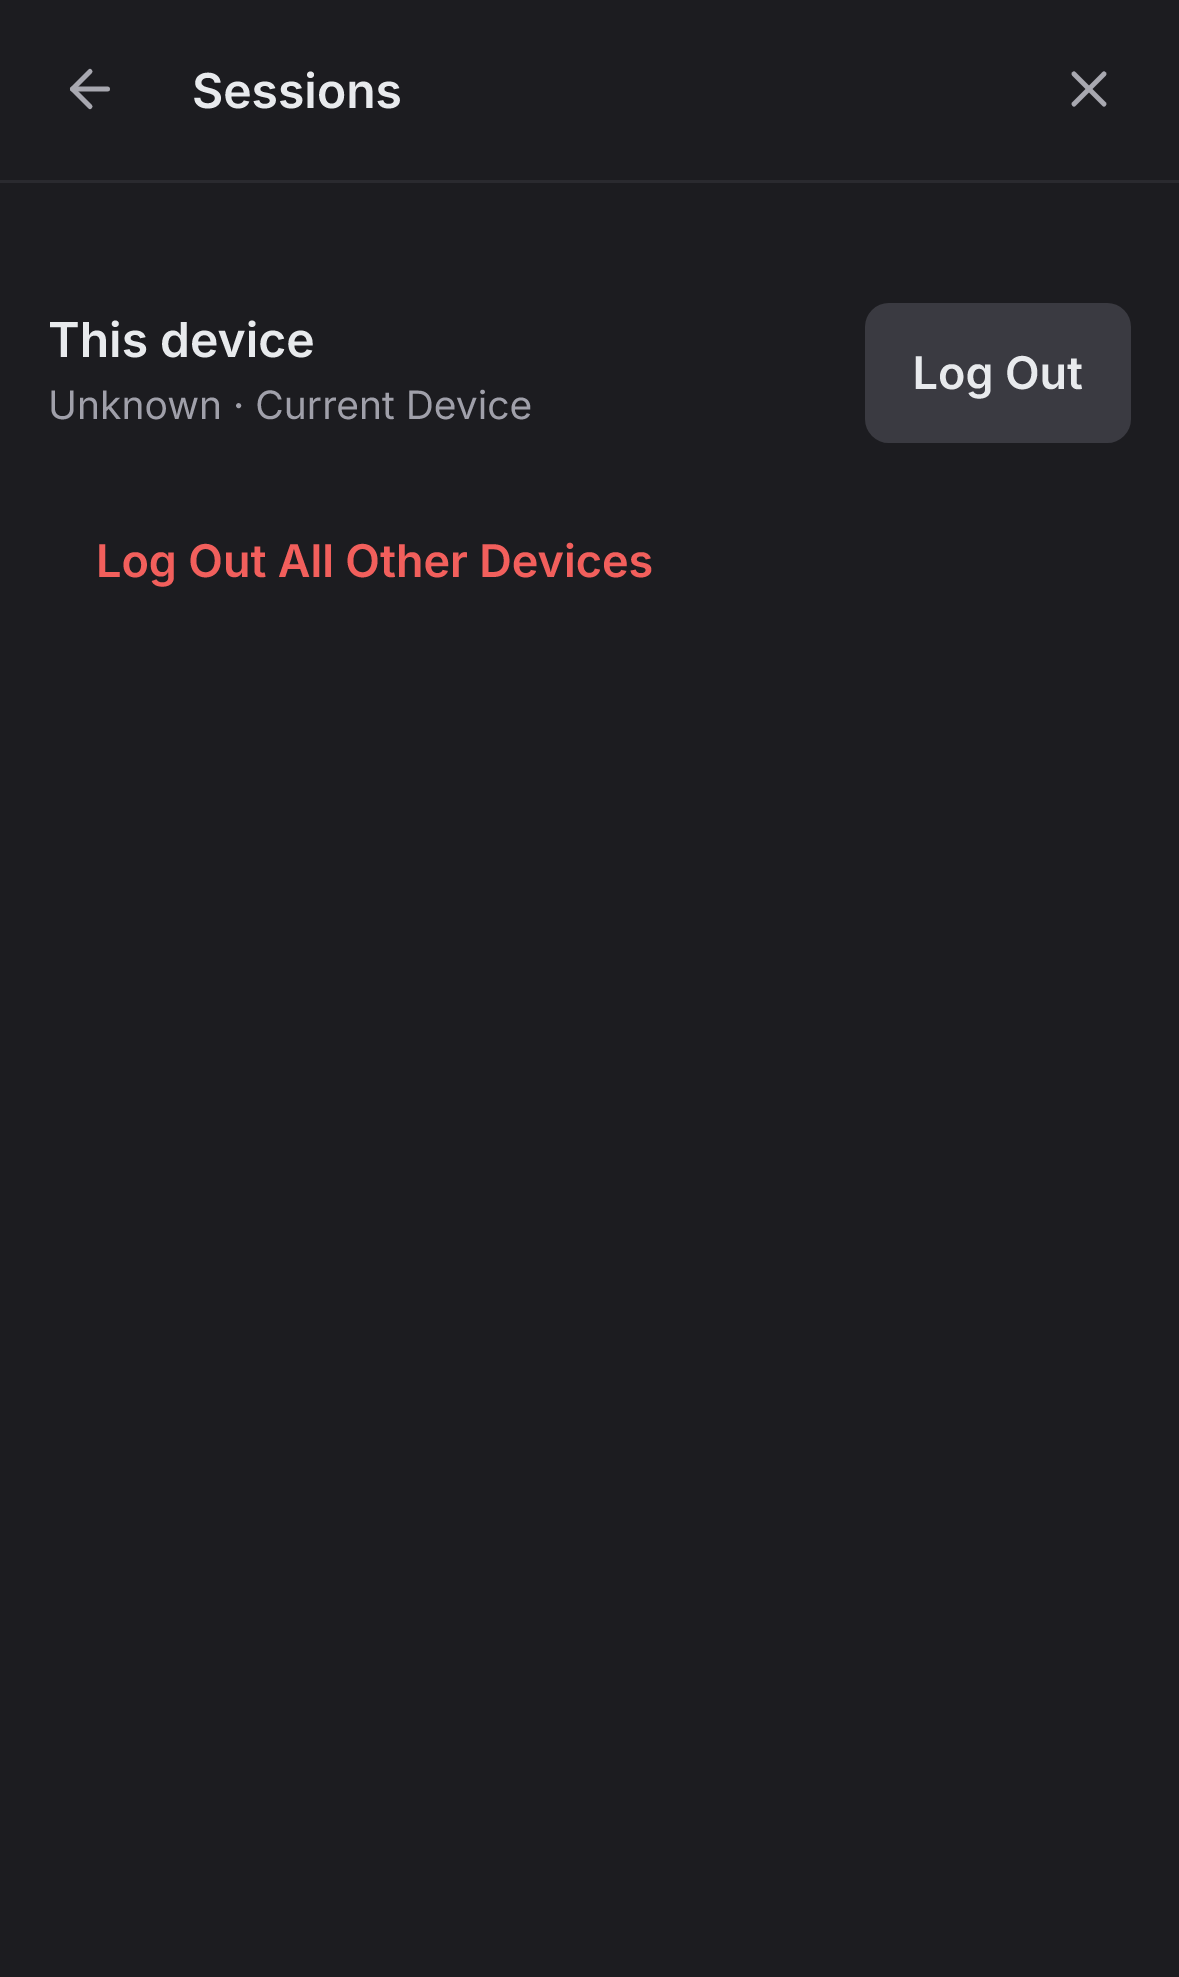 Sessions
This device
Unknown · Current Device
Log Out
Log Out All Other Devices